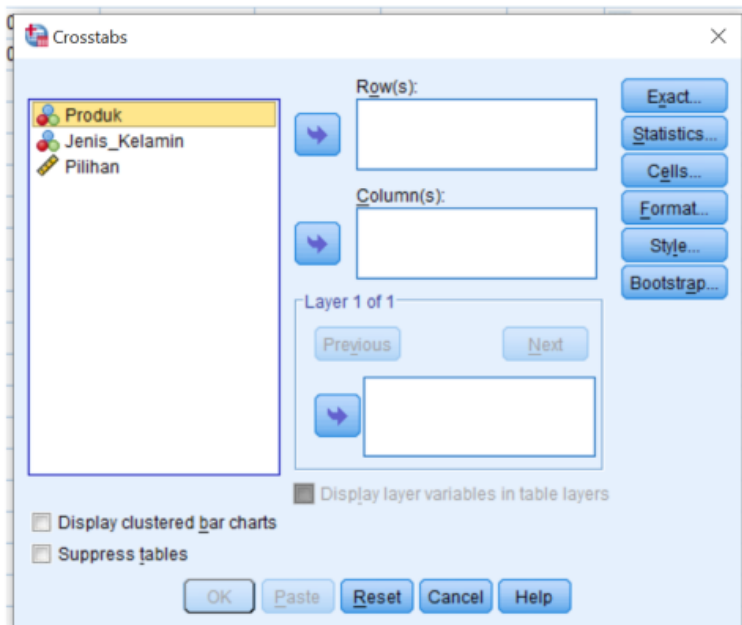 Crosstabs
Produk
Jenis_Kelamin
Pilihan
Row(s):
Column(s):
Layer 1 of 1
Previous
Next
Display layer variables in table layers
Exact...
Statistics...
Cells...
Format...
Style...
Bootstrap...
Display clustered bar charts
Suppress tables
OK
Paste
Reset
Cancel
Help